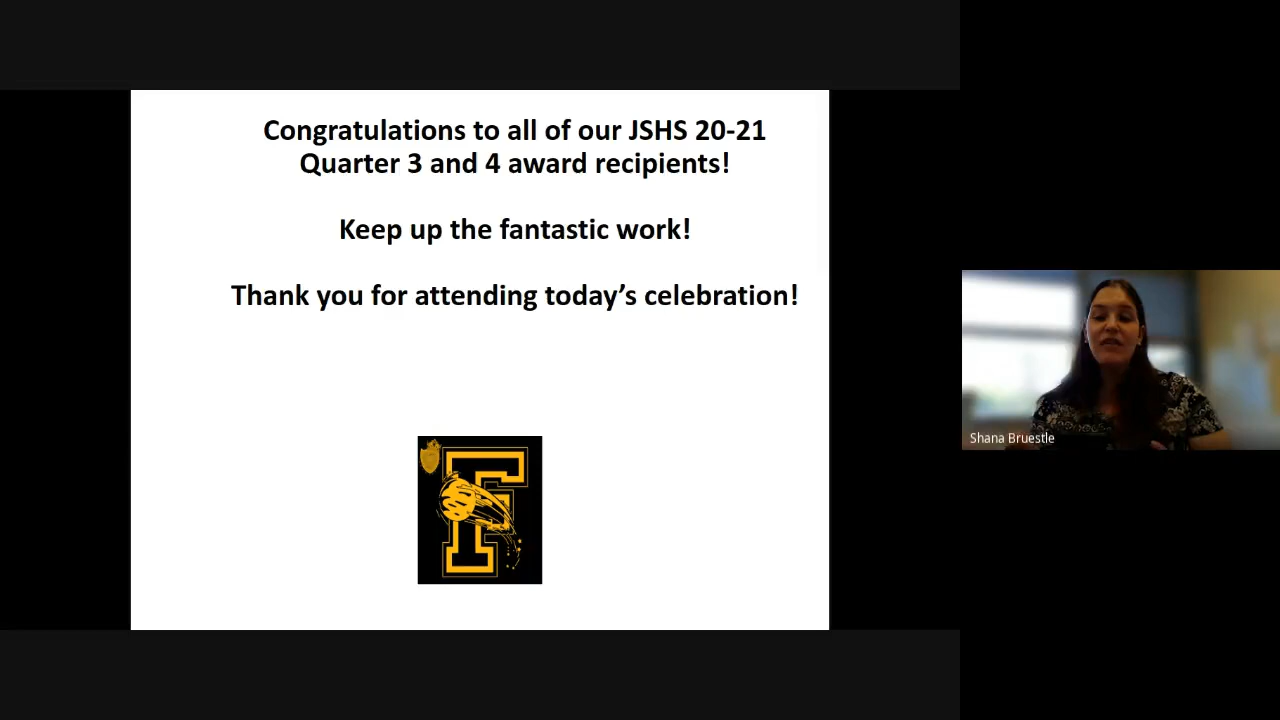 Congratulations to all of our JSHS 20-21
Quarter 3 and 4 award recipients!
Keep up the fantastic work!
Thank you for attending today’s celebration!
F
Shana Bruestle